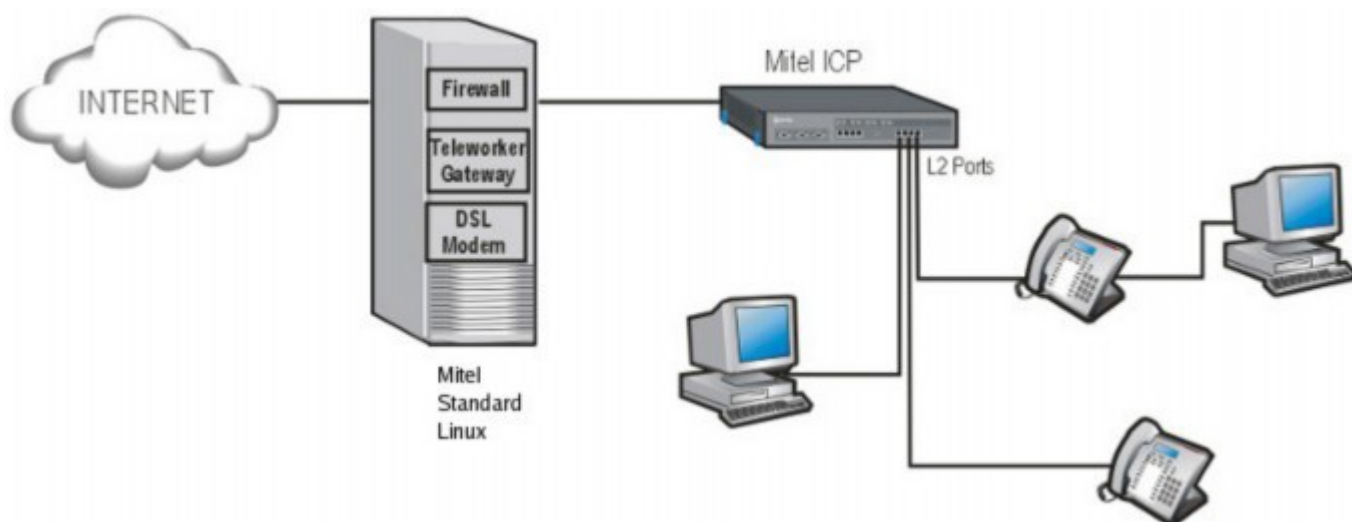 INTERNET
Firewall
Teleworker
Gateway
DSL
Modem
Mitel
Standard
Linux
Mitel ICP
L2 Ports